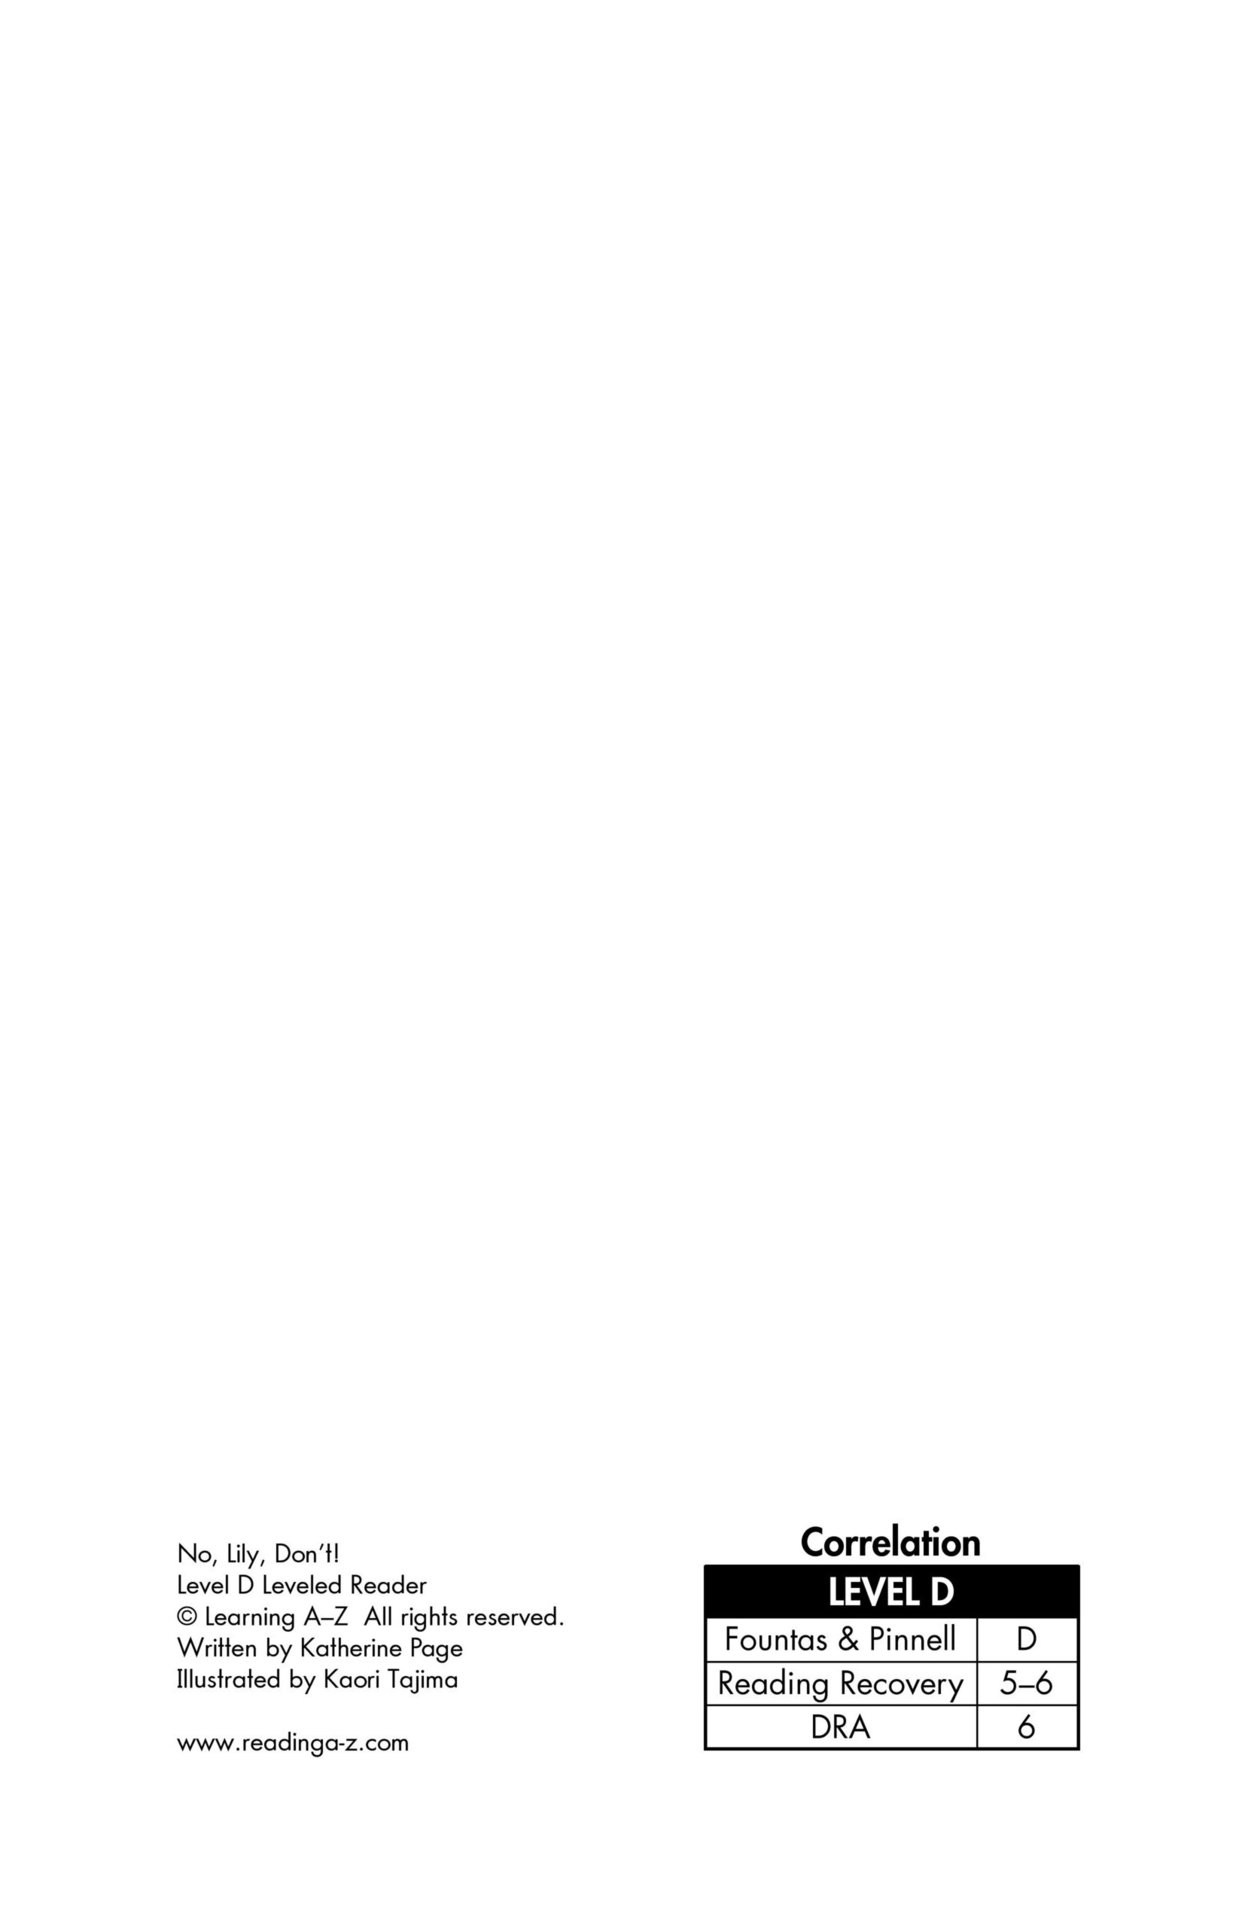 No, Lily, Don't!
Level D Leveled Reader
© Learning A–Z  All rights reserved.
Written by Katherine Page
Illustrated by Kaori Tajima
www.readinga-z.com
Correlation
LEVEL D
Fountas & Pinnell D
Reading Recovery 5–6
DRA 6